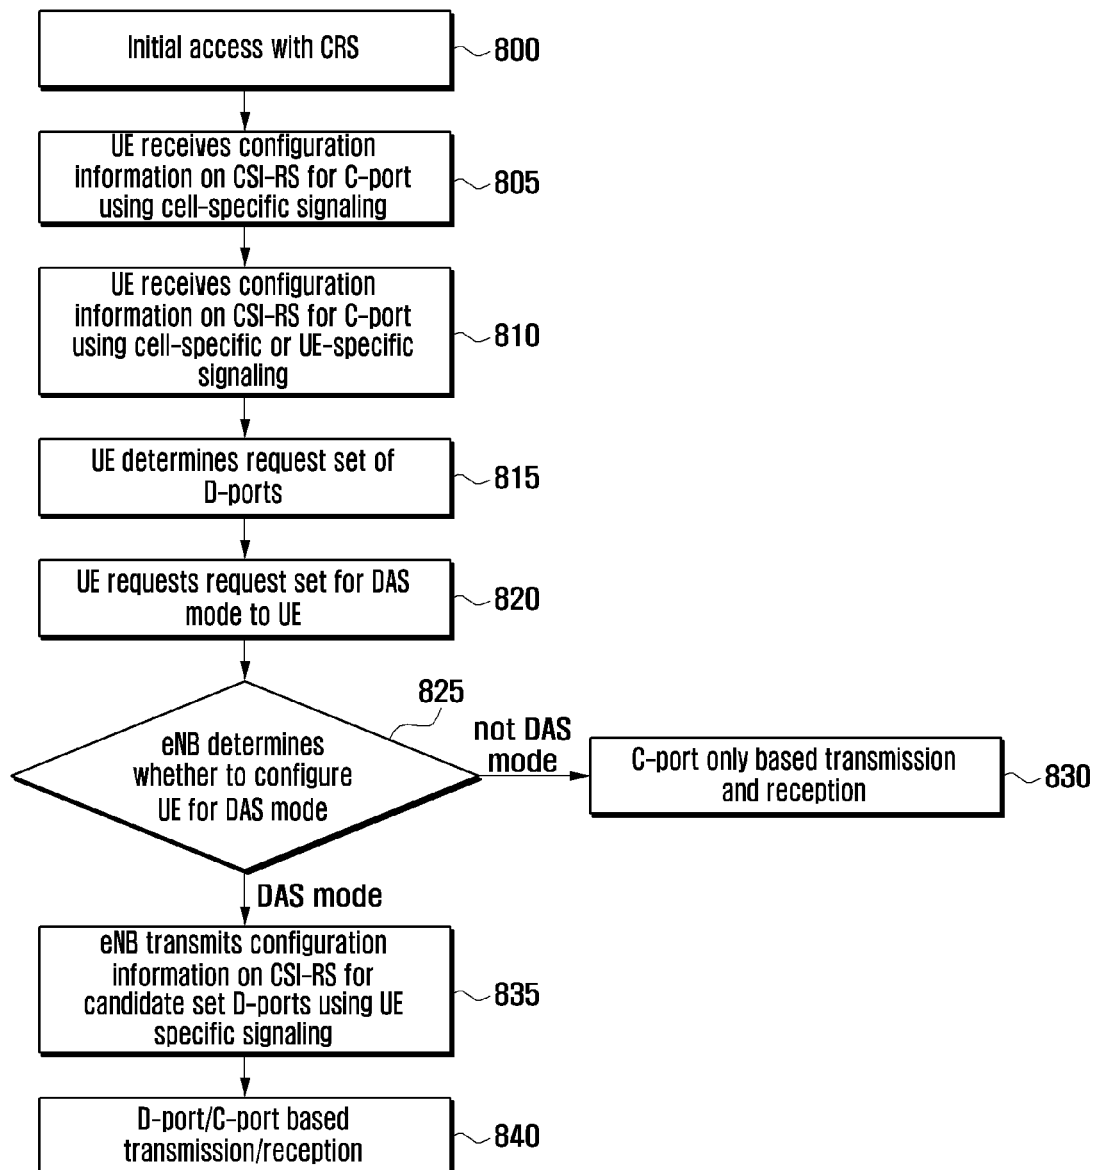 Initial access with CRS
800
UE receives configuration
information on CSI-RS for C-port
using cell-specific signaling
805
UE receives configuration
information on CSI-RS for C-port
using cell-specific or UE-specific
signaling
810
UE determines request set of
D-ports
815
UE requests request set for DAS
mode to UE
820
825
eNB determines
whether to configure
UE for DAS mode
not DAS
mode
C-port only based transmission
and reception
830
DAS mode
eNB transmits configuration
information on CSI-RS for
candidate set D-ports using UE
specific signaling
835
D-port/C-port based
transmission/reception
840